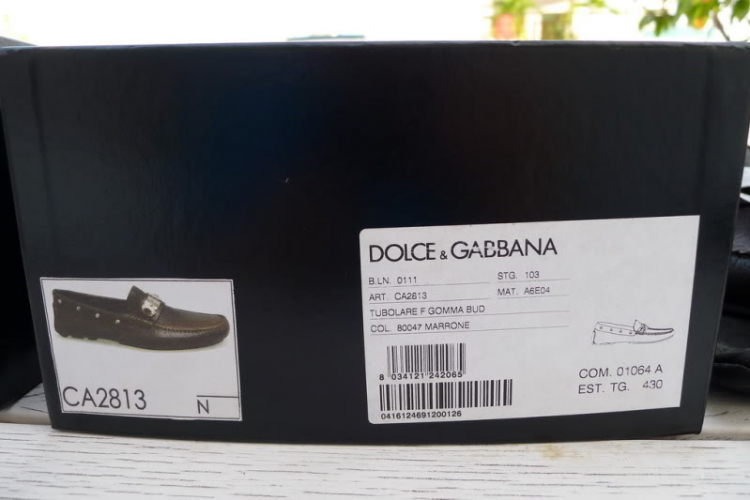 CA2813
N
DOLCE & GABBANA
B.LN. 0111 STG. 103
ART. CA2813 MAT. A6E04
TUBOLARE F GOMMA BUD
COL 80047 MARRONE
8 034121 242065
0416124691200126
COM. 01064 A
EST. TG. 430